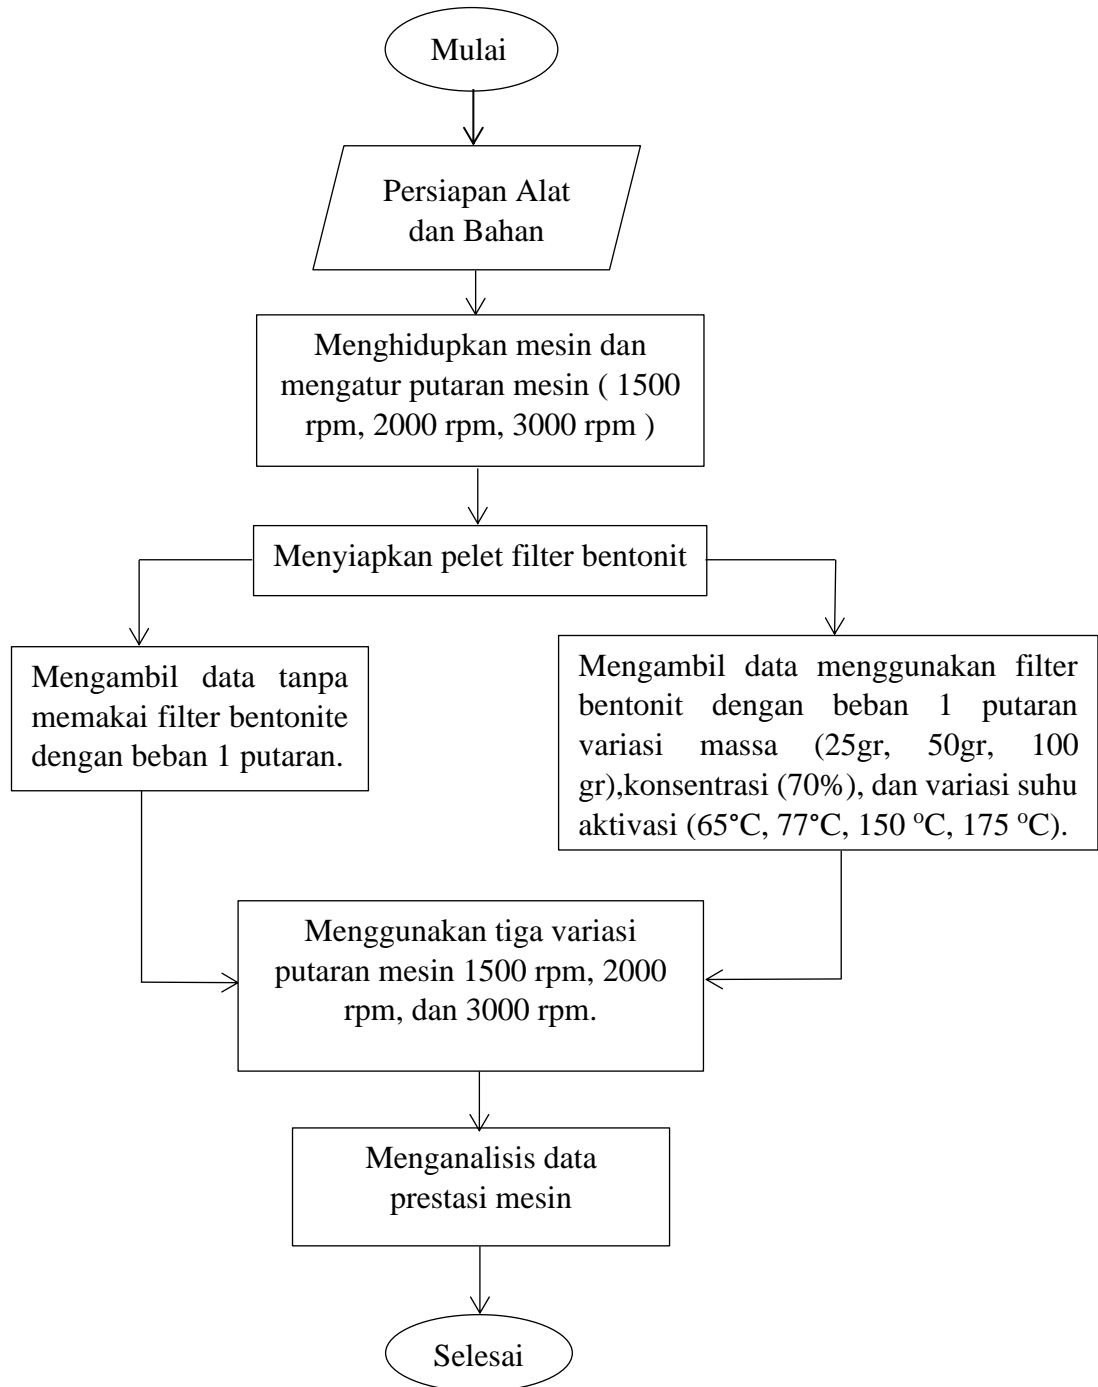 Mulai
Persiapan Alat
dan Bahan
Menghidupkan mesin dan
mengatur putaran mesin ( 1500
rpm, 2000 rpm, 3000 rpm )
Menyiapkan pelet filter bentonit
Mengambil data tanpa
memakai filter bentonite
dengan beban 1 putaran.
Mengambil data menggunakan filter
bentonit dengan beban 1 putaran
variasi massa (25gr, 50gr, 100
gr),konsentrasi (70%), dan variasi suhu
aktivasi (65°C, 77°C, 150 ºC, 175 ºC).
Menggunakan tiga variasi
putaran mesin 1500 rpm, 2000
rpm, dan 3000 rpm.
Menganalisis data
prestasi mesin
Selesai